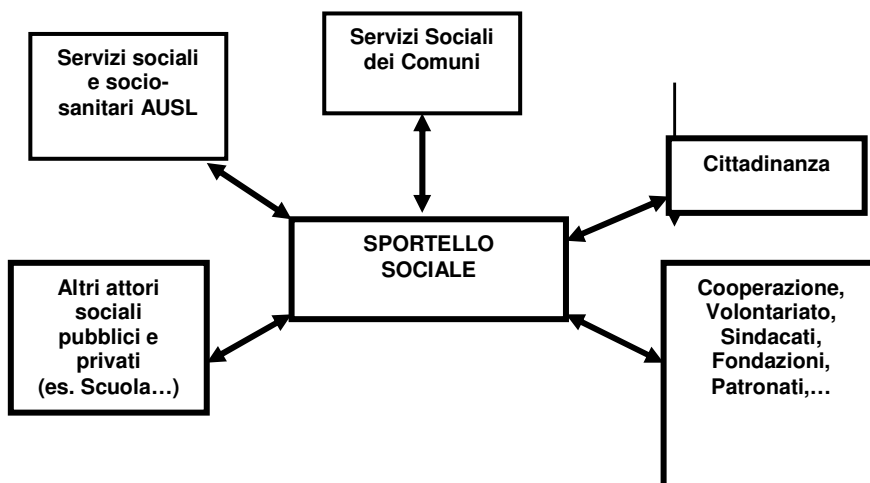 Servizi sociali
e socio-
sanitari AUSL
Servizi Sociali
dei Comuni
Cittadinanza
SPORTELLO
SOCIALE
Altri attori
sociali
pubblici e
privati
(es. Scuola…)
Cooperazione,
Volontariato,
Sindacati,
Fondazioni,
Patronati,…